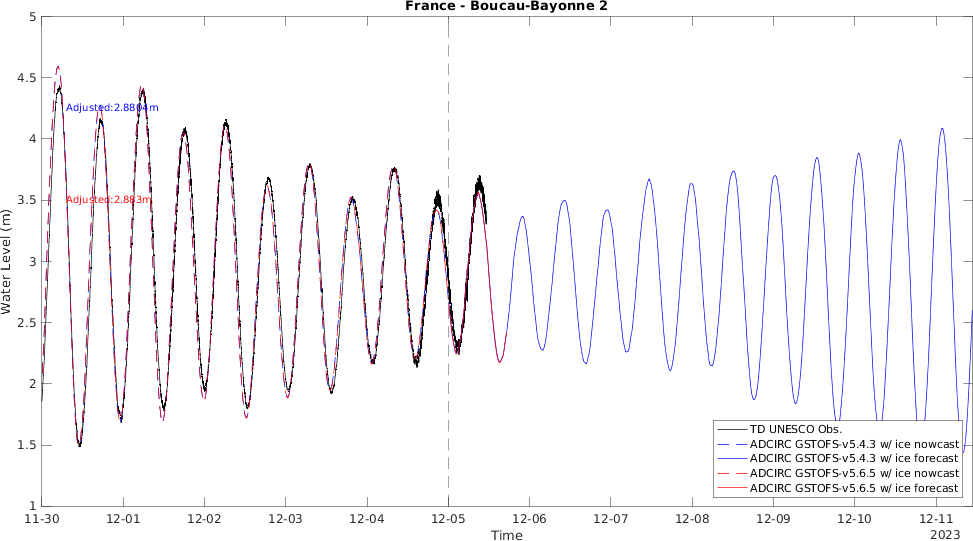 France - Boucau-Bayonne 2
Water Level (m)
5
4.5
4
3.5
3
2.5
2
1.5
1
Adjusted:2.8804m
Adjusted:2.883m
TD UNESCO Obs.
ADCIRC GSTOFS-v5.4.3 w/ ice nowcast
ADCIRC GSTOFS-v5.4.3 w/ ice forecast
ADCIRC GSTOFS-v5.6.5 w/ ice nowcast
ADCIRC GSTOFS-v5.6.5 w/ ice forecast
11-30 12-01 12-02 12-03 12-04 12-05 12-06 12-07 12-08 12-09 12-10 12-11
Time 2023